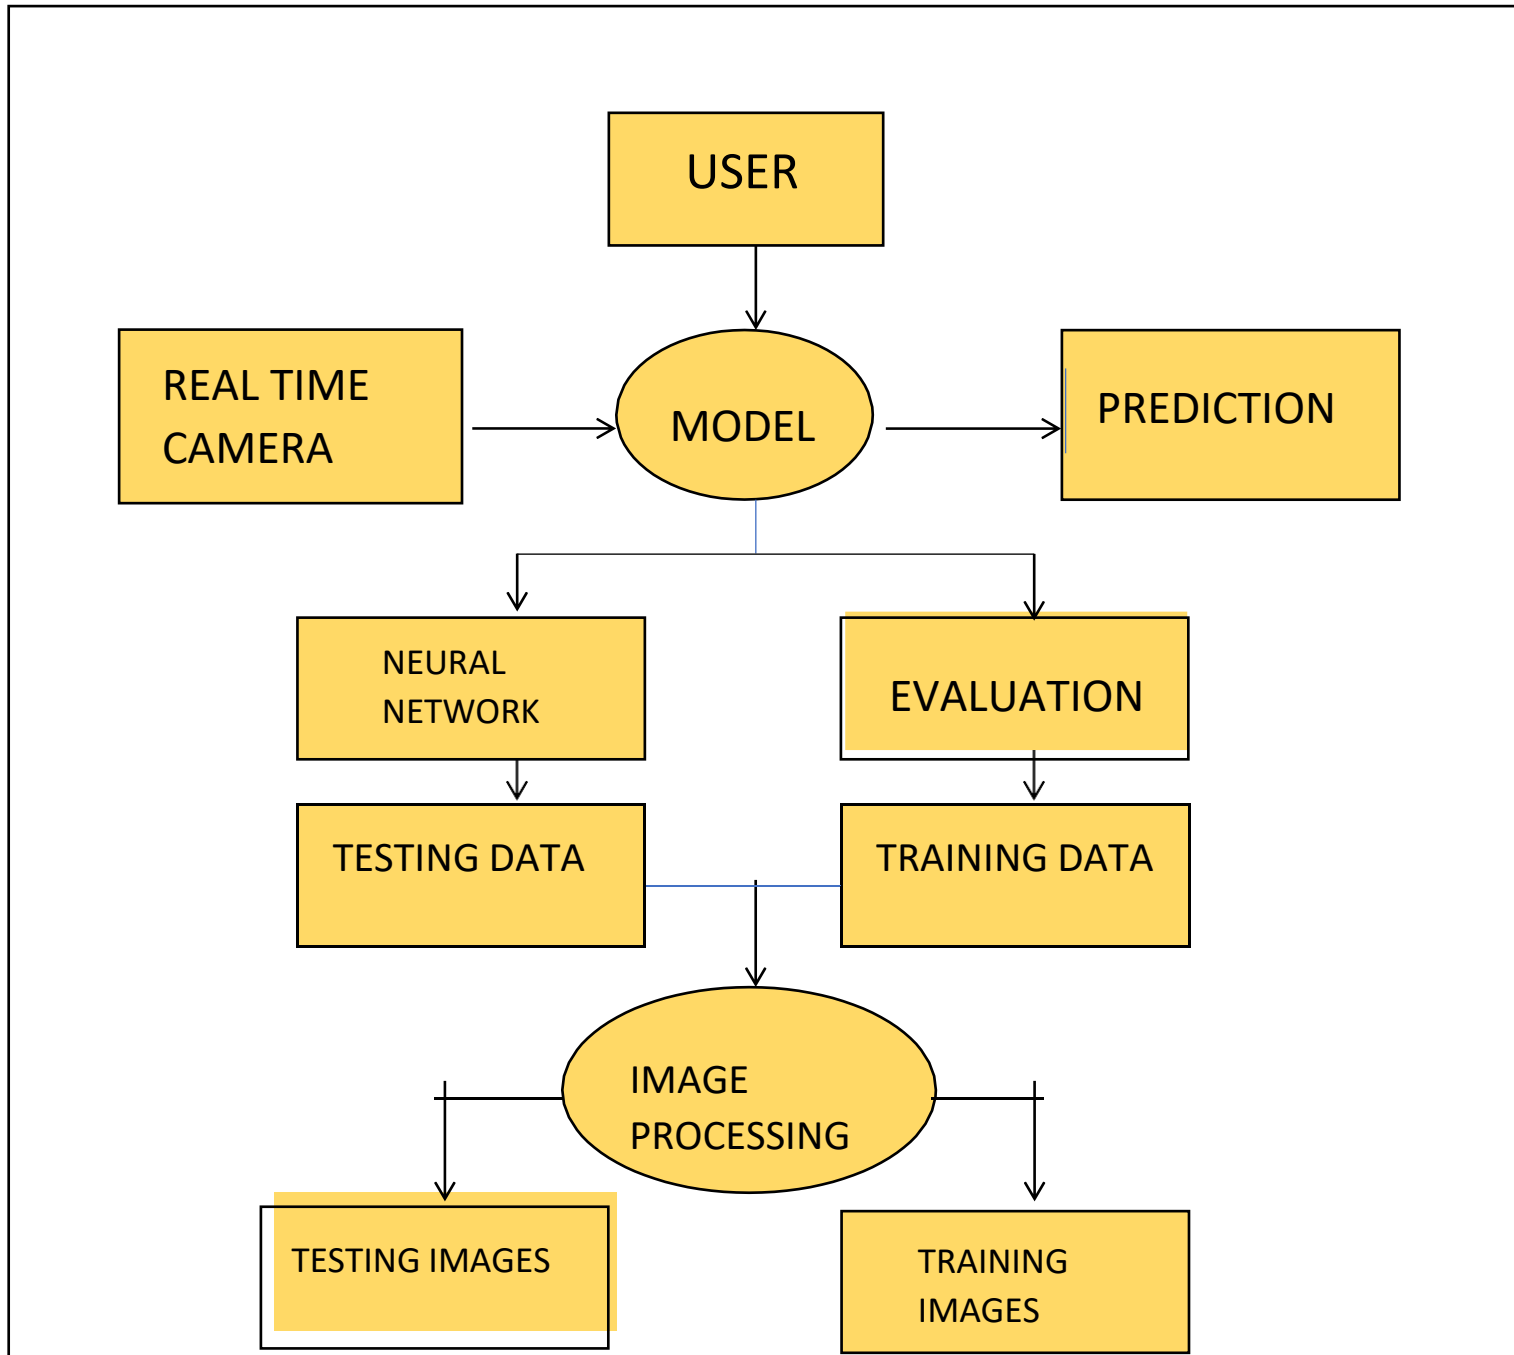 USER
REAL TIME
CAMERA
MODEL
PREDICTION
NEURAL
NETWORK
EVALUATION
TESTING DATA
TRAINING DATA
IMAGE
PROCESSING
TESTING IMAGES
TRAINING
IMAGES